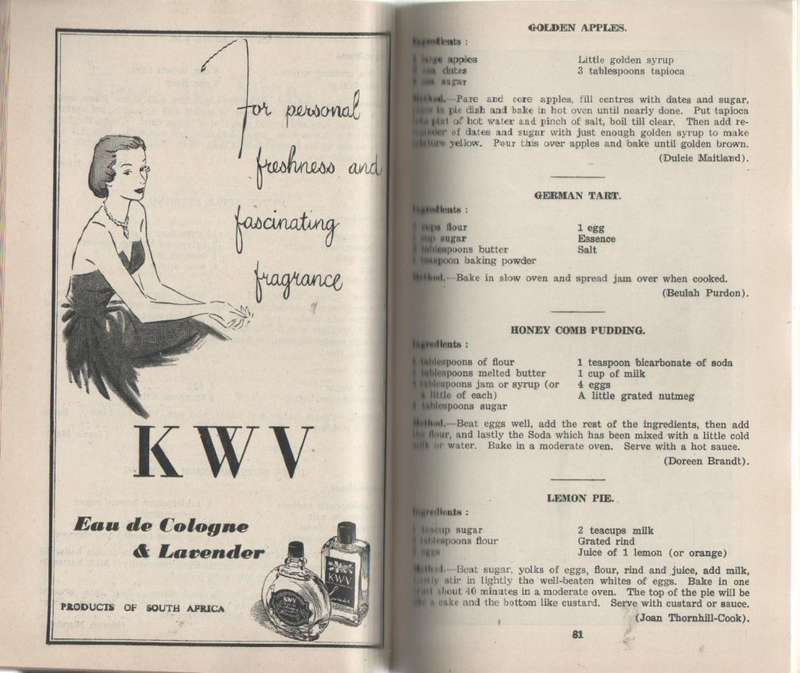 For personal
freshness and
fascinating
fragrance
KWV
Eau de Cologne
& Lavender
KWV
PRODUCTS OF SOUTH AFRICA
GOLDEN APPLES.
Ingredients :
apples
Little golden syrup
dates
3 tablespoons tapioca
sugar
Method.—Pare and core apples, fill centres with dates and sugar,
pie dish and bake in hot oven until nearly done. Put tapioca
of hot water and pinch of salt, boil till clear. Then add re-
of dates and sugar with just enough golden syrup to make
yellow. Pour this over apples and bake until golden brown.
(Dulcie Maitland).
GERMAN TART.
Ingredients :
flour
1 egg
sugar
Essence
tablespoons butter
Salt
teaspoon baking powder
Method.—Bake in slow oven and spread jam over when cooked.
(Beulah Purdon).
HONEY COMB PUDDING.
Ingredients :
tablespoons of flour
1 teaspoon bicarbonate of soda
tablespoons melted butter
1 cup of milk
tablespoons jam or syrup (or
4 eggs
a little of each)
A little grated nutmeg
tablespoons sugar
Method.—Beat eggs well, add the rest of the ingredients, then add
flour, and lastly the Soda which has been mixed with a little cold
or water. Bake in a moderate oven. Serve with a hot sauce.
(Doreen Brandt).
LEMON PIE.
Ingredients :
teacup sugar
2 teacups milk
tablespoons flour
Grated rind
eggs
Juice of 1 lemon (or orange)
Method.—Beat sugar, yolks of eggs, flour, rind and juice, add milk,
stir in lightly the well-beaten whites of eggs. Bake in one
about 40 minutes in a moderate oven. The top of the pie will be
cake and the bottom like custard. Serve with custard or sauce.
(Joan Thornhill-Cook).
81